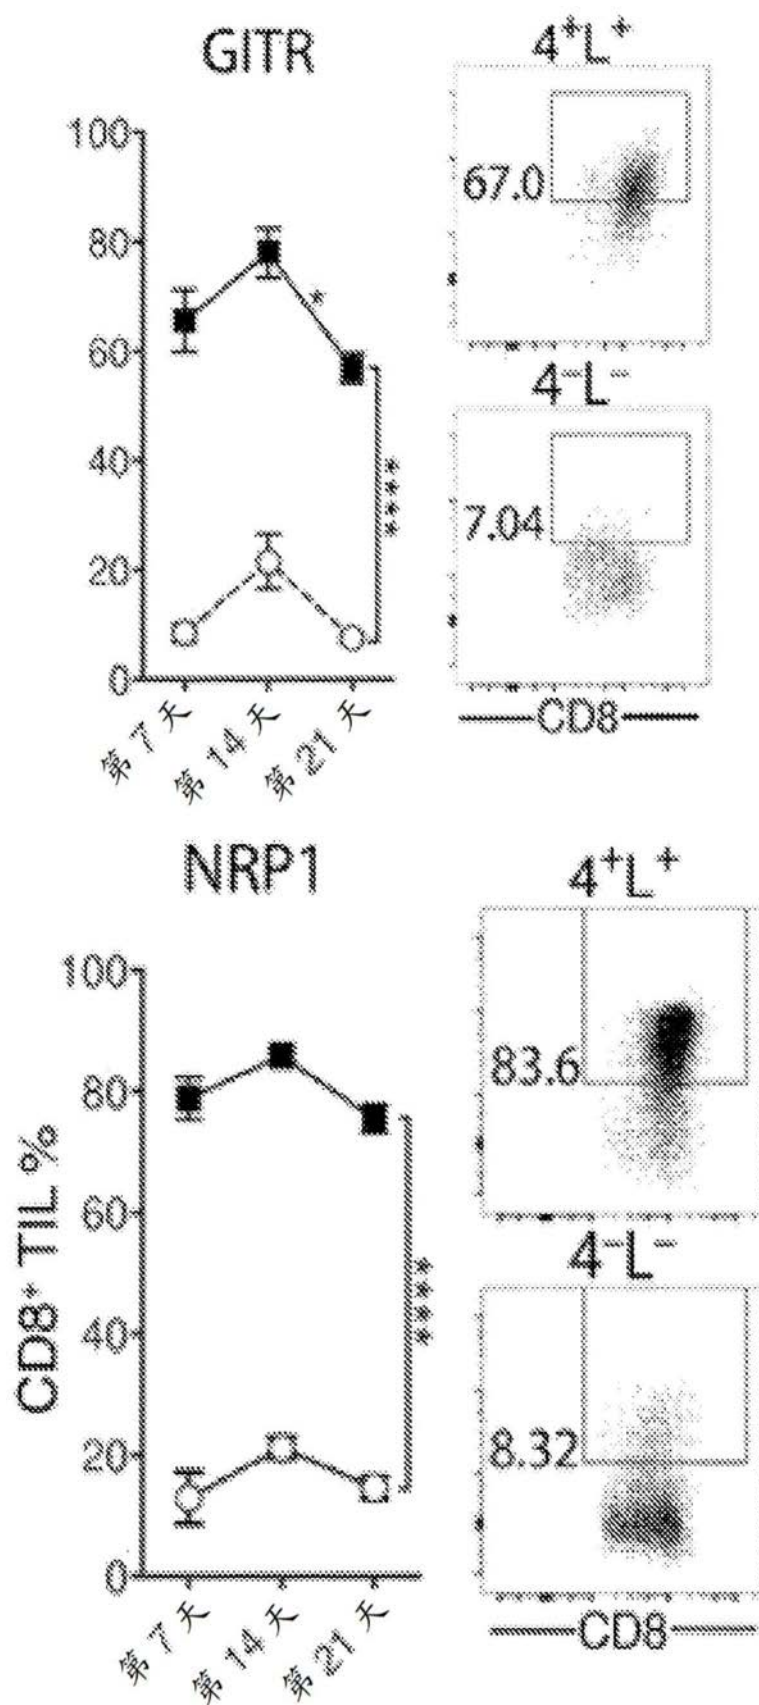 GITR
4⁺L⁺
100
80
60
40
20
0
*
****
67.0
4⁻L⁻
7.04
CD8
第 7 天
第 14 天
第 21 天
NRP1
4⁺L⁺
CD8⁺ TIL %
100
80
60
40
20
0
****
83.6
4⁻L⁻
8.32
CD8
第 7 天
第 14 天
第 21 天